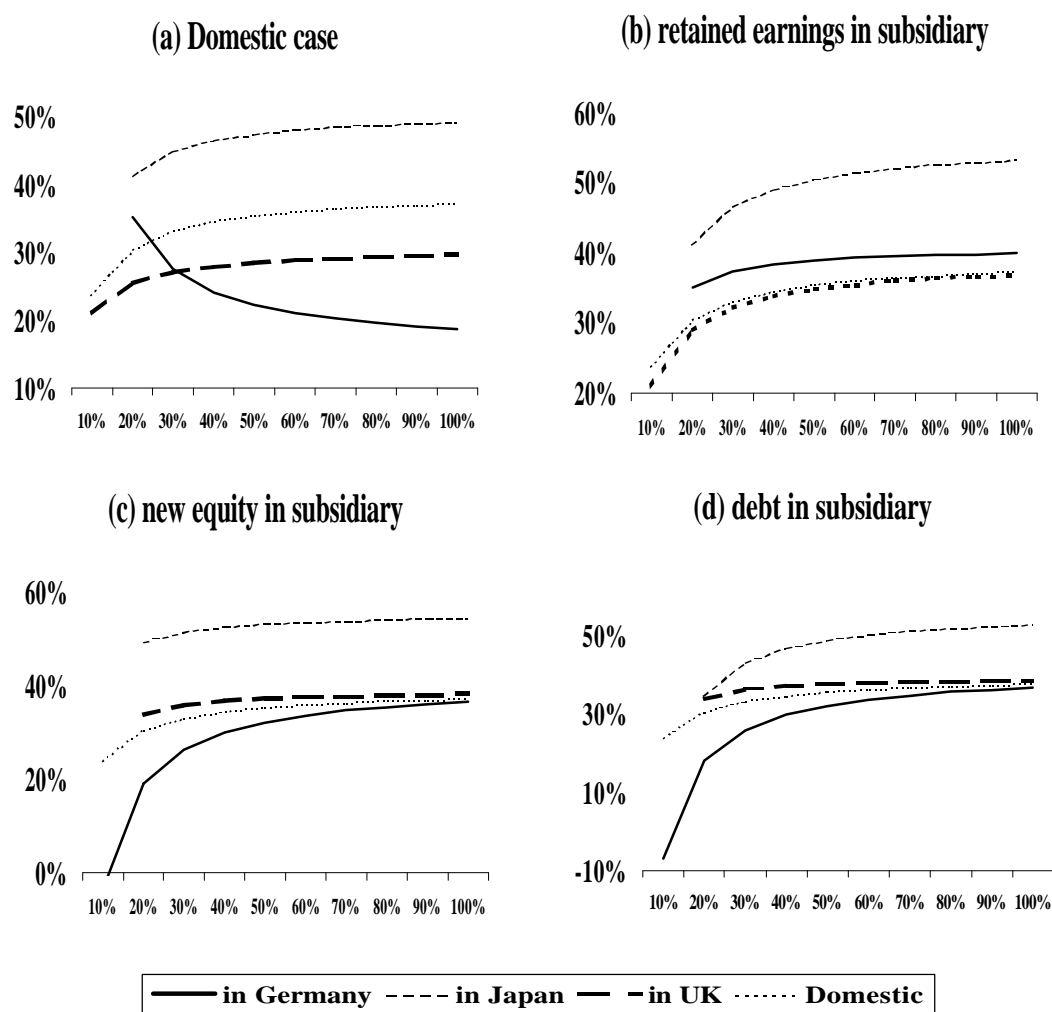 (a) Domestic case
50%
40%
30%
20%
10%
10% 20% 30% 40% 50% 60% 70% 80% 90% 100%
(b) retained earnings in subsidiary
60%
50%
40%
30%
20%
10% 20% 30% 40% 50% 60% 70% 80% 90% 100%
(c) new equity in subsidiary
60%
40%
20%
0%
10% 20% 30% 40% 50% 60% 70% 80% 90% 100%
(d) debt in subsidiary
50%
30%
10%
-10%
10% 20% 30% 40% 50% 60% 70% 80% 90% 100%
in Germany in Japan in UK Domestic